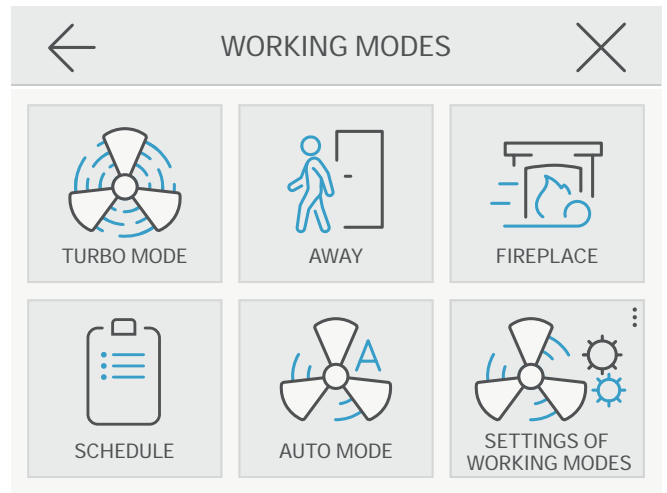 WORKING MODES
TURBO MODE
AWAY
FIREPLACE
SCHEDULE
A
AUTO MODE
SETTINGS OF
WORKING MODES